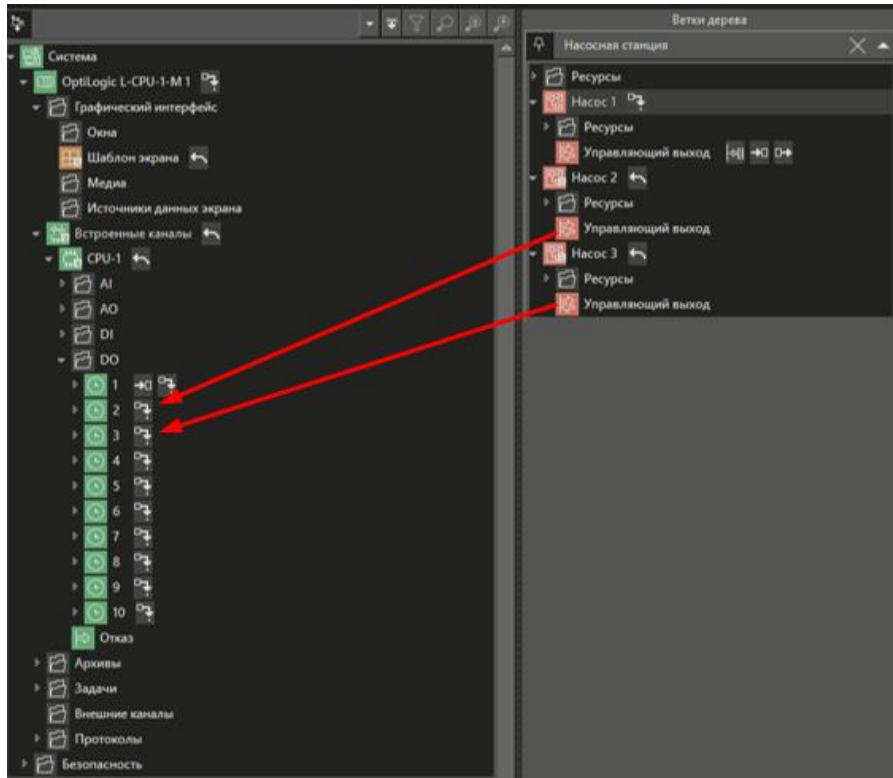 Система
OptiLogic L-CPU-1-M 1
Графический интерфейс
Окна
Шаблон экрана
Медиа
Источники данных экрана
Встроенные каналы
CPU-1
AI
AO
DI
DO
1
2
3
4
5
6
7
8
9
10
Отказ
Архивы
Задачи
Внешние каналы
Протоколы
Безопасность
Ветки дерева
Насосная станция
Ресурсы
Насос 1
Ресурсы
Управляющий выход
Насос 2
Ресурсы
Управляющий выход
Насос 3
Ресурсы
Управляющий выход